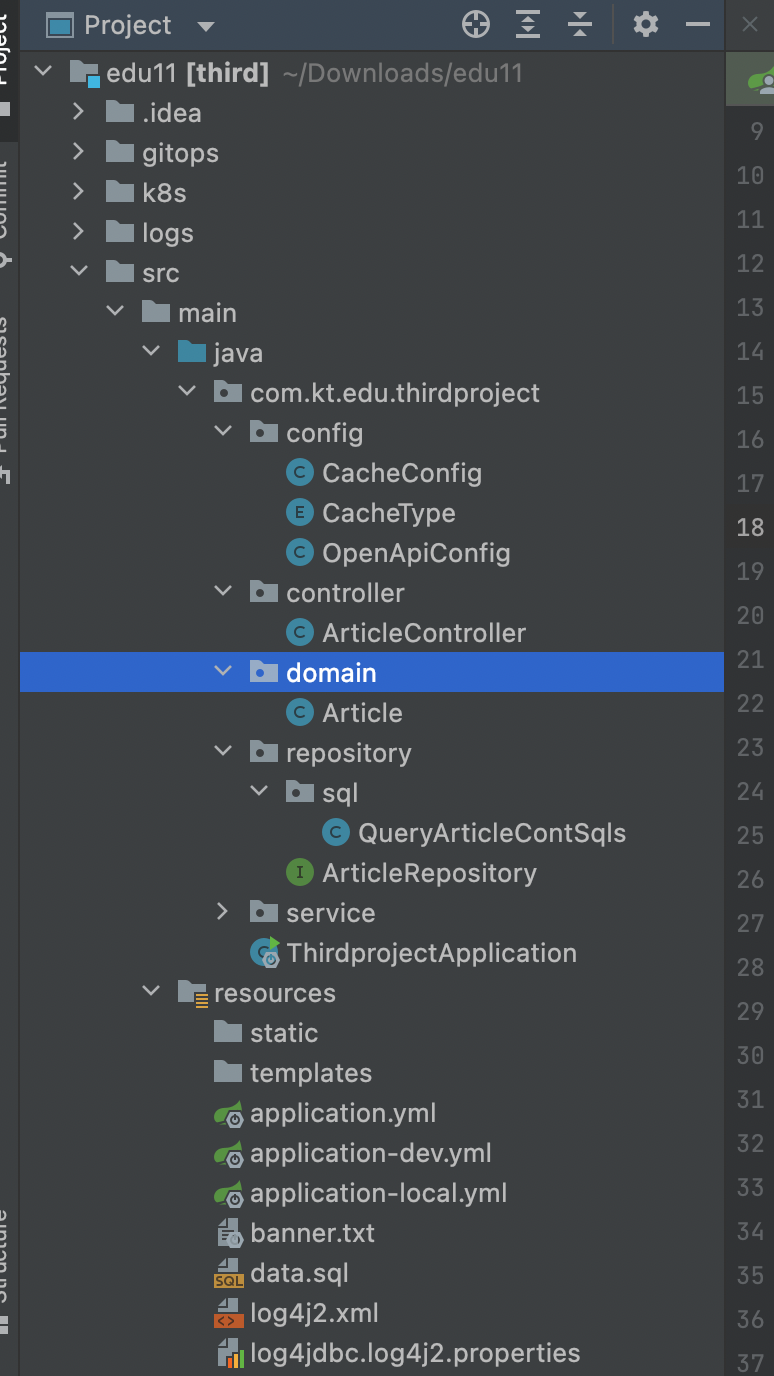 Project
Project
edu11 [third] ~/Downloads/edu11
.idea
gitops
k8s
logs
src
main
java
com.kt.edu.thirdproject
config
C CacheConfig
E CacheType
C OpenApiConfig
controller
C ArticleController
domain
C Article
repository
sql
C QueryArticleContSqls
I ArticleRepository
service
C ThirdprojectApplication
resources
static
templates
application.yml
application-dev.yml
application-local.yml
banner.txt
SQL data.sql
<> log4j2.xml
log4jdbc.log4j2.properties
Commit
Pull Requests
Structure
9
10
11
12
13
14
15
16
17
18
19
20
21
22
23
24
25
26
27
28
29
30
31
32
33
34
35
36
37